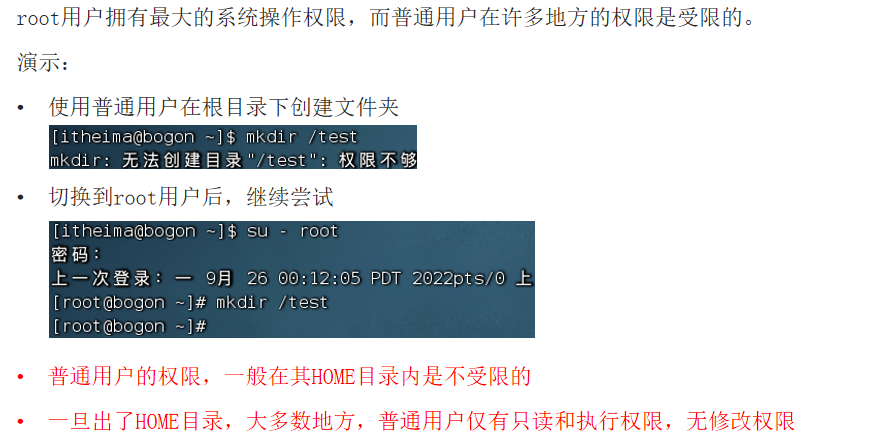 root用户拥有最大的系统操作权限，而普通用户在许多地方的权限是受限的。
演示：
• 使用普通用户在根目录下创建文件夹
[itheima@bogon ~]$ mkdir /test
mkdir: 无法创建目录"/test": 权限不够
• 切换到root用户后，继续尝试
[itheima@bogon ~]$ su - root
密码：
上一次登录：一 9月 26 00:12:05 PDT 2022pts/0 上
[root@bogon ~]# mkdir /test
[root@bogon ~]#
• 普通用户的权限，一般在其HOME目录内是不受限的
• 一旦出了HOME目录，大多数地方，普通用户仅有只读和执行权限，无修改权限